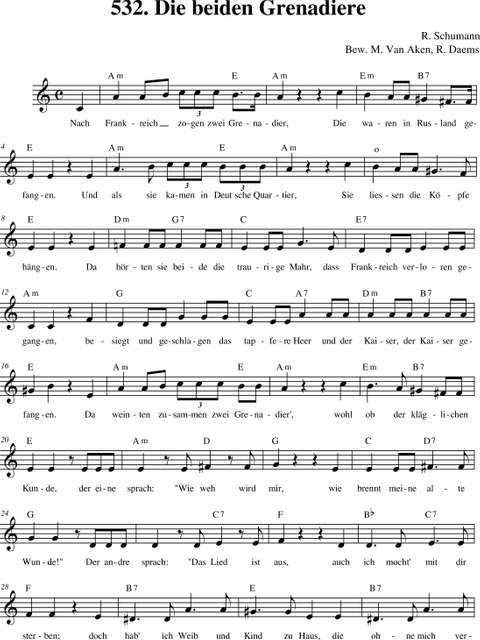 532. Die beiden Grenadiere
R. Schumann
Bew. M. Van Aken, R. Daems
Am E Am Em B7
Nach Frank-reich__ zo-gen zwei Gre-na-dier, Die wa-ren in Rus-land ge-
4 E Am E Am o
3 3
fang-en. Und als sie ka-men in Deut sche Quar-tier, Sie lies-sen die Kö-pfe
8 E Dm G7 C E7
häng-en. Da hör-ten sie bei-de die trau-ri-ge Mahr, dass Frank-reich ver-lo-ren ge-
12 Am G C G C
gang-en, be-siegt und ge-schla-gen das tap-fe-re Heer und der Kai-ser, der Kai-ser ge-
16 E Am E Am Em B7
3
fang-en. Da wein-ten zu-sam-men zwei Gre-na-dier', wohl ob der kläg-li-chen
20 E Am D G C D7
Kun-de, der ei-ne sprach: "Wie weh wird mir, wie brennt mei-ne al-te
24 G D C7 F B♭ C7
Wun-de!" Der an-dre sprach: "Das Lied ist aus, auch ich mocht' mit dir
28 F B7 Am G E B7
ster-ben; doch hab' ich Weib und Kind zu Haus, die oh-ne mich ver-